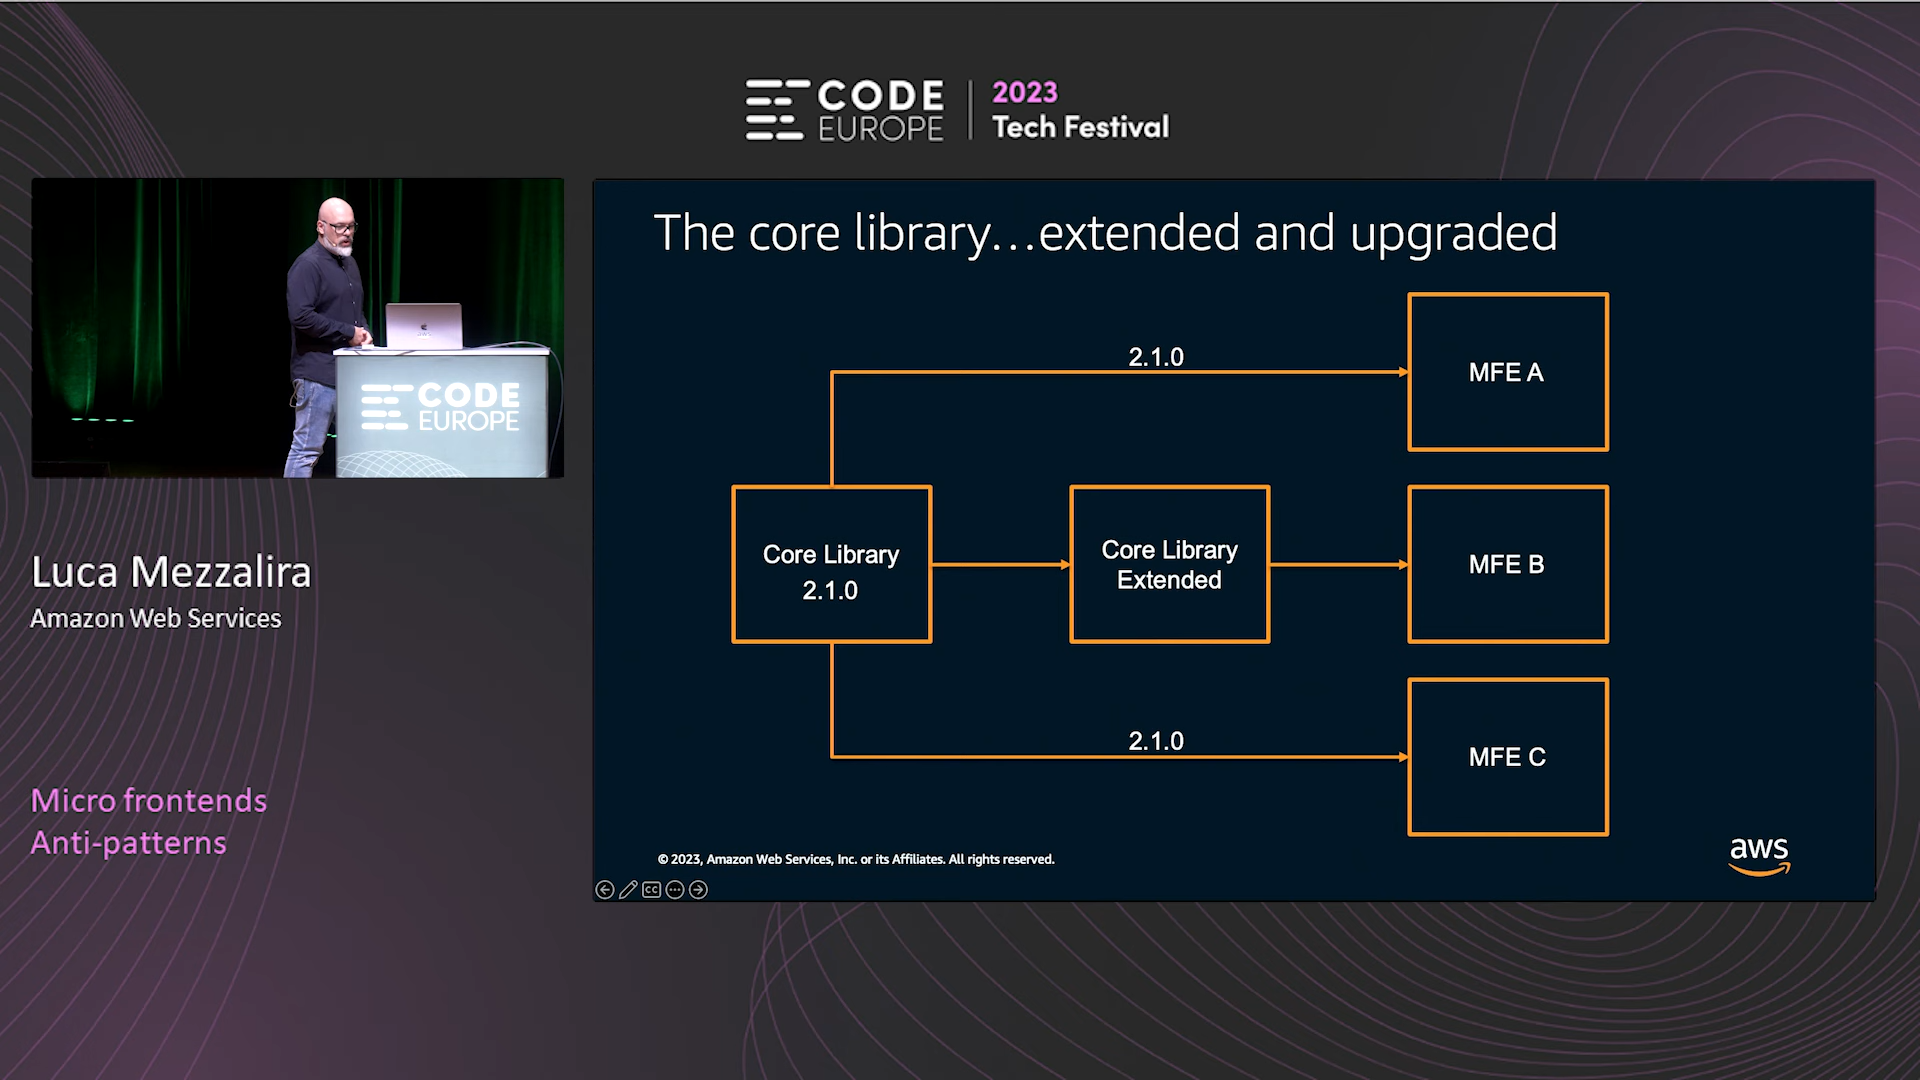 CODE
EUROPE
2023
Tech Festival
CODE
EUROPE
Luca Mezzalira
Amazon Web Services
Micro frontends
Anti-patterns
The core library...extended and upgraded
2.1.0
MFE A
Core Library
2.1.0
Core Library
Extended
MFE B
2.1.0
MFE C
© 2023, Amazon Web Services, Inc. or its Affiliates. All rights reserved.
aws
CC